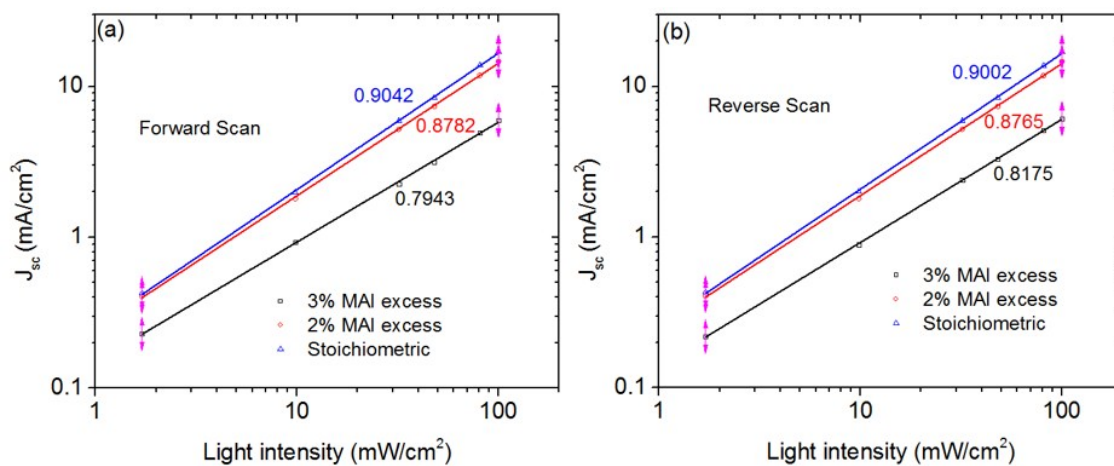 (a)
0.9042
Forward Scan
0.8782
0.7943
3% MAI excess
2% MAI excess
Stoichiometric
10
1
0.1
J_sc (mA/cm²)
1
10
100
Light intensity (mW/cm²)
(b)
0.9002
Reverse Scan
0.8765
0.8175
3% MAI excess
2% MAI excess
Stoichiometric
10
1
0.1
J_sc (mA/cm²)
1
10
100
Light intensity (mW/cm²)